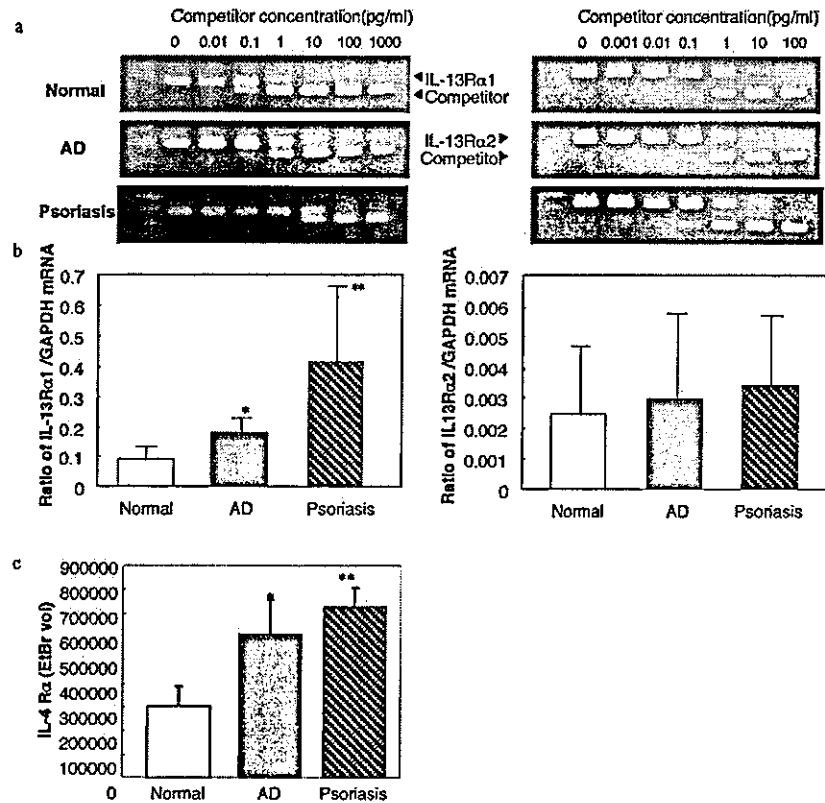 a
Competitor concentration(pg/ml)
0 0.01 0.1 1 10 100 1000
Competitor concentration(pg/ml)
0 0.001 0.01 0.1 1 10 100
Normal
IL-13Rα1
Competitor
AD
IL-13Rα2
Competitor
Psoriasis
b
Ratio of IL-13Rα1 /GAPDH mRNA
0.7
0.6
0.5
0.4
0.3
0.2
0.1
0
*
**
Normal AD Psoriasis
Ratio of IL13Rα2 /GAPDH mRNA
0.007
0.006
0.005
0.004
0.003
0.002
0.001
0
Normal AD Psoriasis
c
IL-4 Rα (EtBr vol)
900000
800000
700000
600000
500000
400000
300000
200000
100000
0
*
**
Normal AD Psoriasis